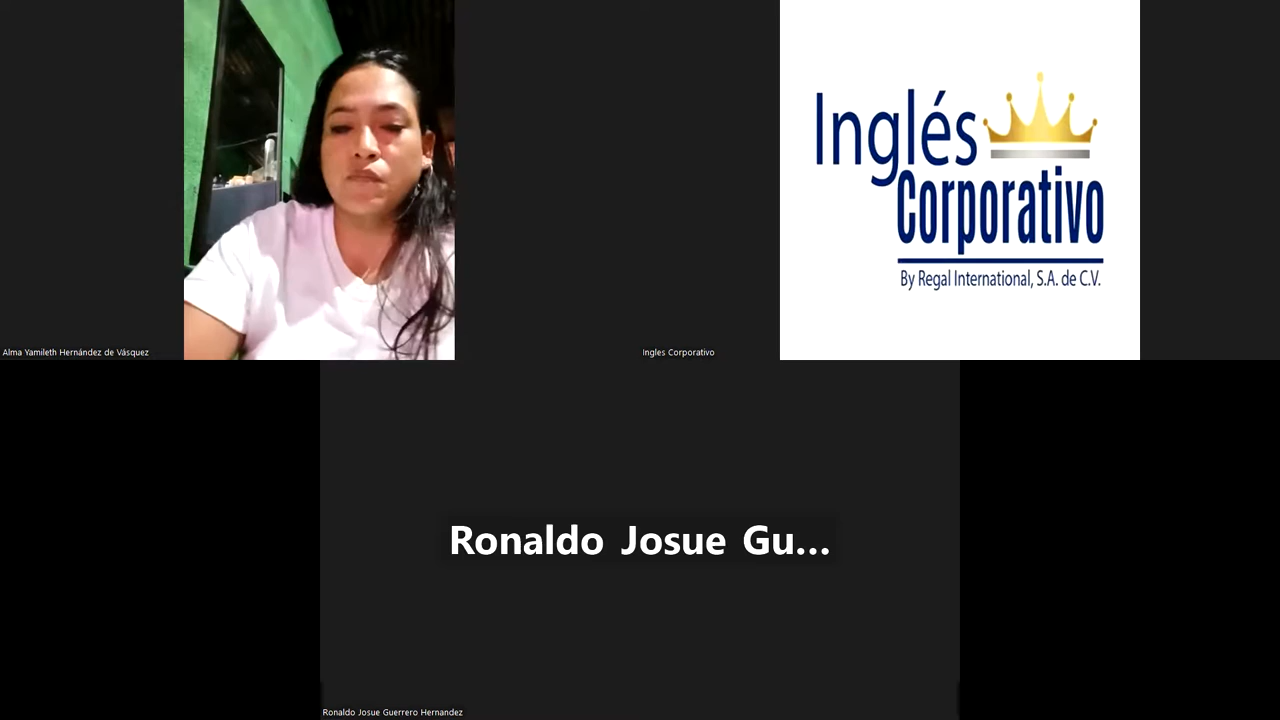 Inglés
Corporativo
By Regal International, S.A. de C.V.
Alma Yamileth Hernández de Vásquez
Ingles Corporativo
Ronaldo Josue Gu...
Ronaldo Josue Guerrero Hernandez